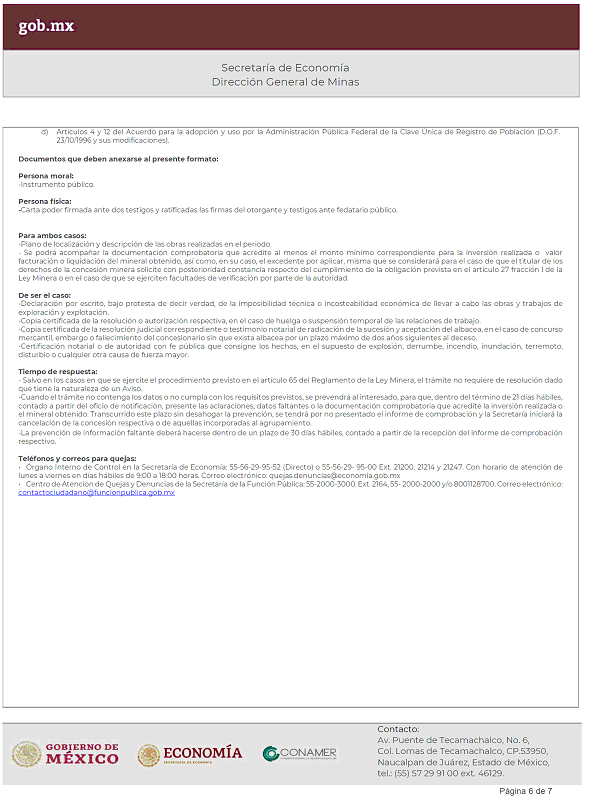 gob.mx
Secretaría de Economía
Dirección General de Minas
d) Artículos 4 y 12 del Acuerdo para la adopción y uso por la Administración Pública Federal de la Clave Única de Registro de Población (D.O.F.
23/10/1996 y sus modificaciones).
Documentos que deben anexarse al presente formato:
Persona moral:
-Instrumento público.
Persona física:
-Carta poder firmada ante dos testigos y ratificadas las firmas del otorgante y testigos ante fedatario público.
Para ambos casos:
-Plano de localización y descripción de las obras realizadas en el periodo.
- Se podrá acompañar la documentación comprobatoria que acredite al menos el monto mínimo correspondiente para la inversión realizada o valor
facturación o liquidación del mineral obtenido, así como, en su caso, el excedente por aplicar, misma que se considerará para el caso de que el titular de los
derechos de la concesión minera solicite con posterioridad constancia respecto del cumplimiento de la obligación prevista en el artículo 27 fracción I de la
Ley Minera o en el caso de que se ejerciten facultades de verificación por parte de la autoridad.
De ser el caso:
-Declaración por escrito, bajo protesta de decir verdad, de la imposibilidad técnica o incosteabilidad económica de llevar a cabo las obras y trabajos de
exploración y explotación.
-Copia certificada de la resolución o autorización respectiva, en el caso de huelga o suspensión temporal de las relaciones de trabajo.
-Copia certificada de la resolución judicial correspondiente o testimonio notarial de radicación de la sucesión y aceptación del albacea, en el caso de concurso
mercantil, embargo o fallecimiento del concesionario sin que exista albacea por un plazo máximo de dos años siguientes al deceso.
-Certificación notarial o de autoridad con fe pública que consigne los hechos, en el supuesto de explosión, derrumbe, incendio, inundación, terremoto,
disturbio o cualquier otra causa de fuerza mayor.
Tiempo de respuesta:
- Salvo en los casos en que se ejercite el procedimiento previsto en el artículo 65 del Reglamento de la Ley Minera, el trámite no requiere de resolución dado
que tiene la naturaleza de un Aviso.
-Cuando el trámite no contenga los datos o no cumpla con los requisitos previstos, se prevendrá al interesado, para que, dentro del término de 21 días hábiles,
contado a partir del oficio de notificación, presente las aclaraciones, datos faltantes o la documentación comprobatoria que acredite la inversión realizada o
el mineral obtenido. Transcurrido este plazo sin desahogar la prevención, se tendrá por no presentado el informe de comprobación y la Secretaría iniciará la
cancelación de la concesión respectiva o de aquellas incorporadas al agrupamiento.
-La prevención de información faltante deberá hacerse dentro de un plazo de 30 días hábiles, contado a partir de la recepción del informe de comprobación
respectivo.
Teléfonos y correos para quejas:
• Órgano Interno de Control en la Secretaría de Economía: 55-56-29-95-52 (Directo) o 55-56-29- 95-00 Ext. 21200, 21214 y 21247. Con horario de atención de
lunes a viernes en días hábiles de 9:00 a 18:00 horas. Correo electrónico: quejas.denuncias@economia.gob.mx
• Centro de Atención de Quejas y Denuncias de la Secretaría de la Función Pública: 55-2000-3000. Ext. 2164, 55- 2000-2000 y/o 8001128700. Correo electrónico:
contactociudadano@funcionpublica.gob.mx
GOBIERNO DE
MÉXICO
ECONOMÍA
SECRETARÍA DE ECONOMÍA
CONAMER
Contacto:
Av. Puente de Tecamachalco, No. 6,
Col. Lomas de Tecamachalco, CP.53950,
Naucalpan de Juárez, Estado de México,
tel.: (55) 57 29 91 00 ext. 46129.
Página 6 de 7